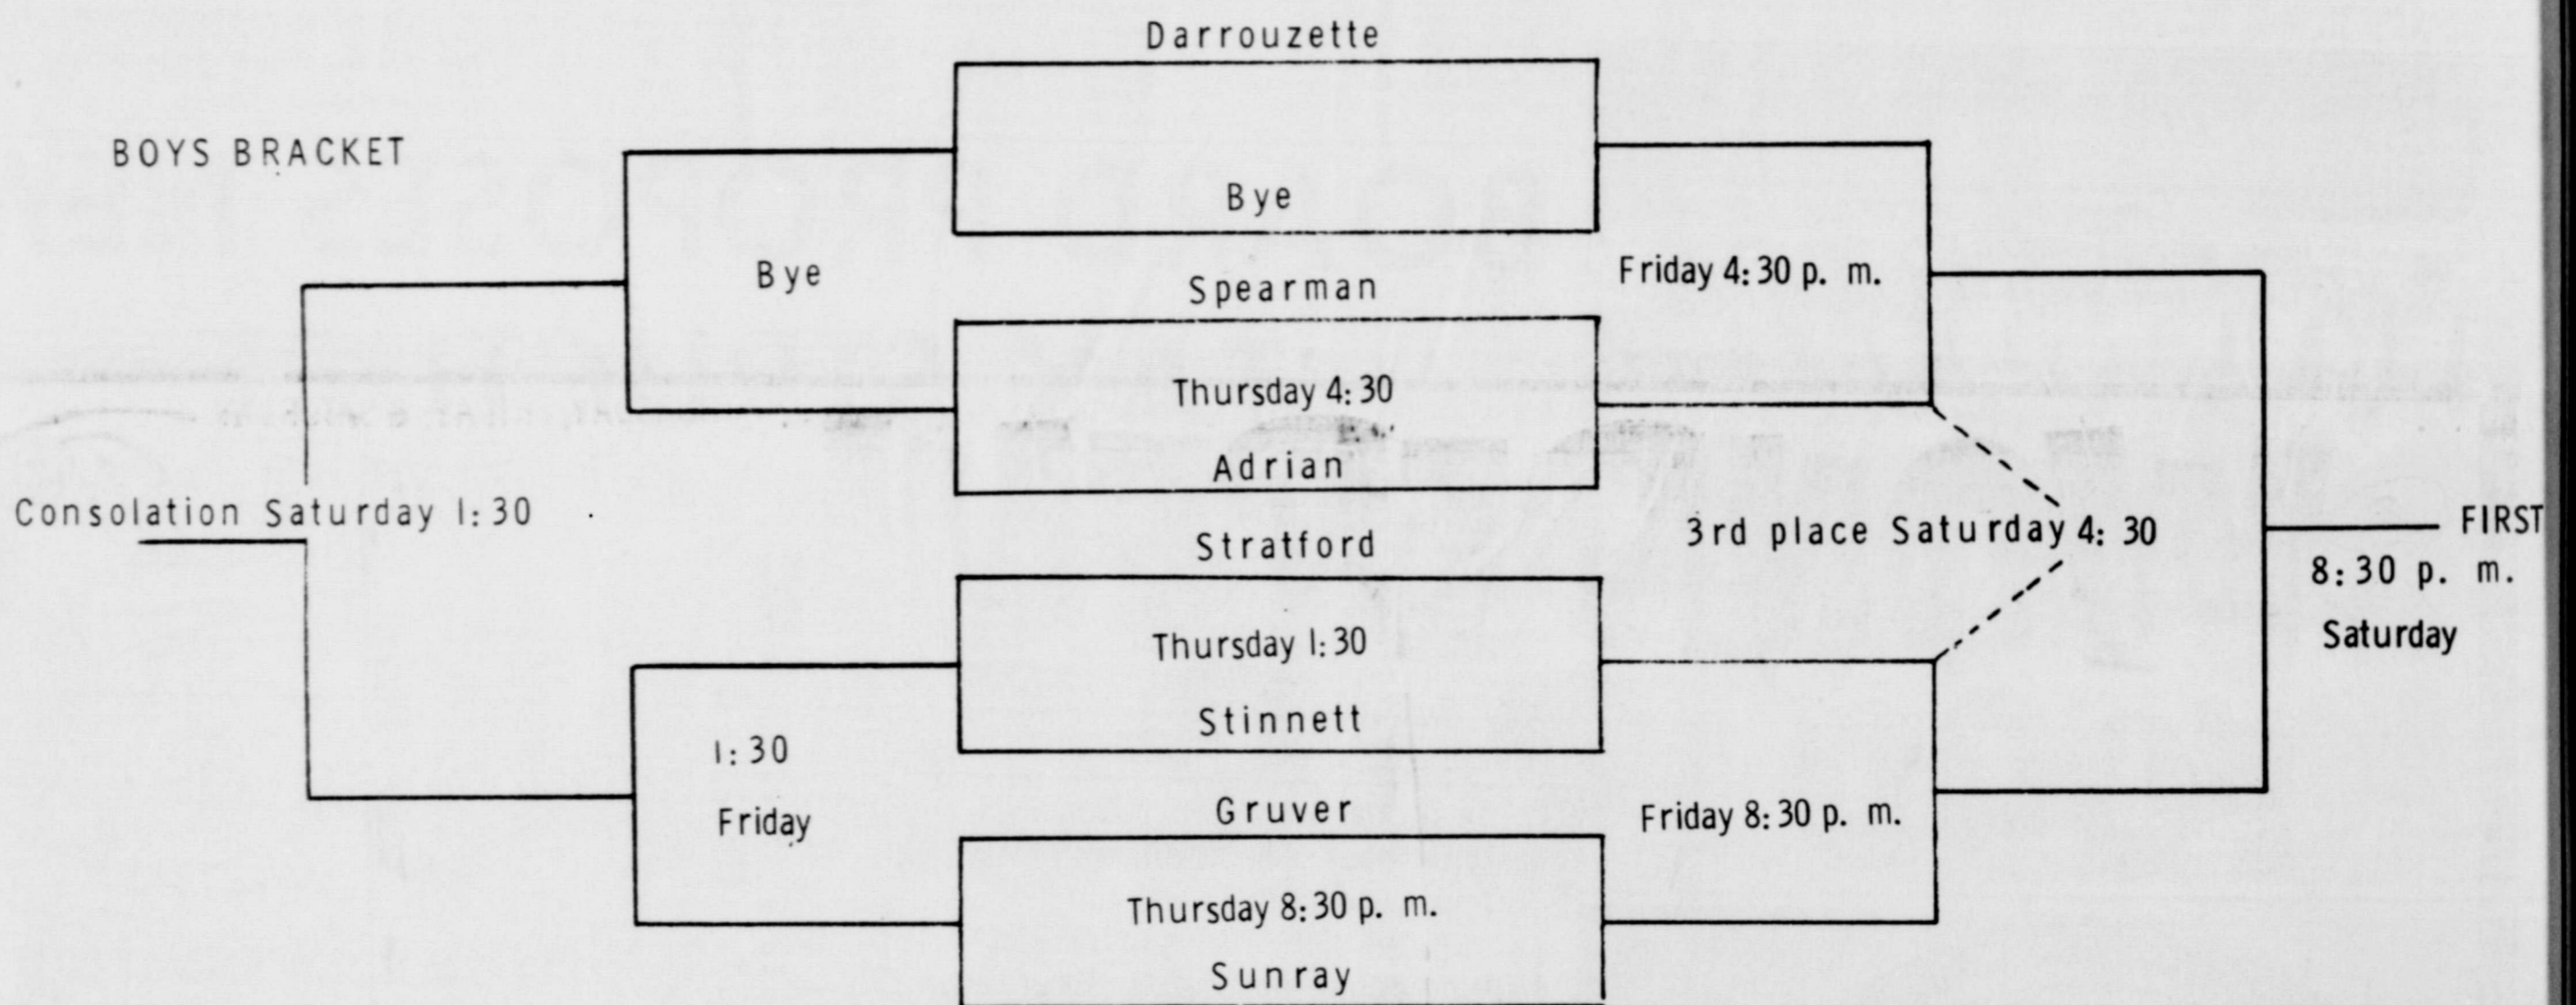 Darrouzette
BOYS BRACKET
Bye
Bye
Spearman
Friday 4:30 p. m.
Thursday 4:30
Adrian
Consolation Saturday 1:30
Stratford
3rd place Saturday 4: 30
FIRST
8:30 p. m.
Saturday
Thursday 1:30
Stinnett
1:30
Friday
Gruver
Friday 8:30 p. m.
Thursday 8:30 p. m.
Sunray